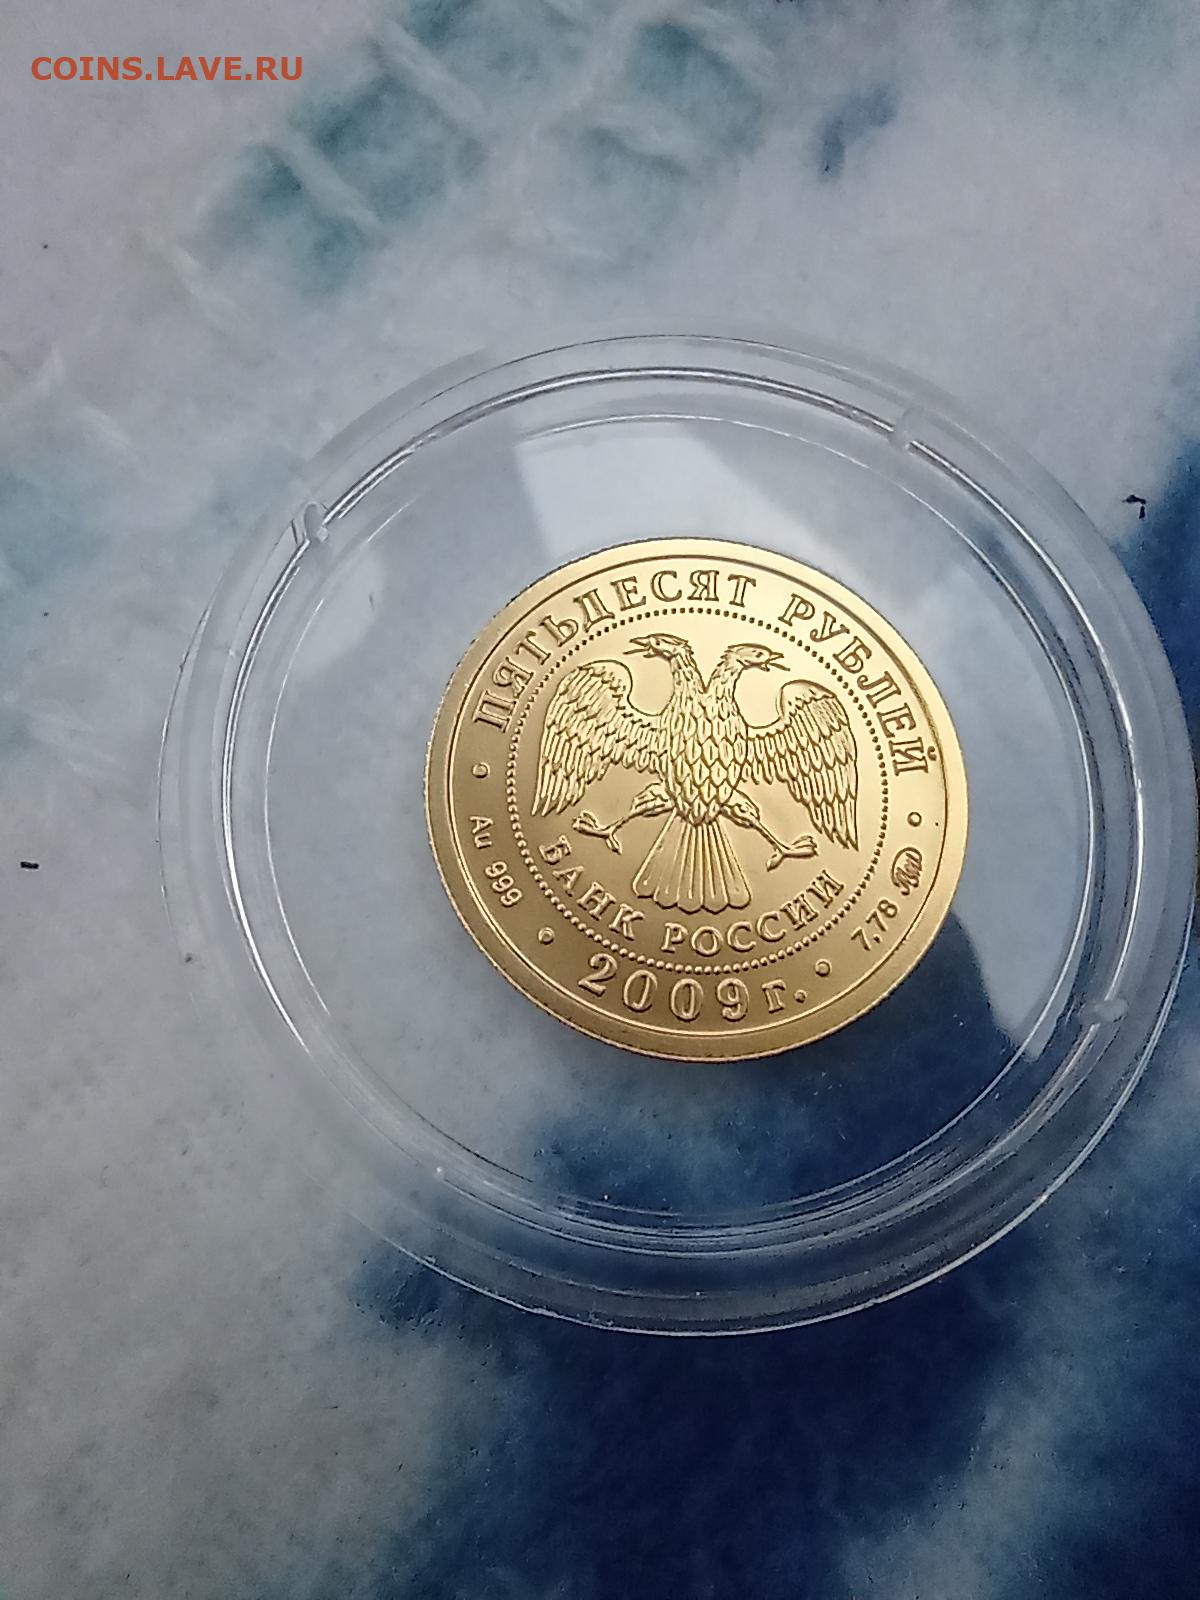 COINS.LAVE.RU
ПЯТЬДЕСЯТ РУБЛЕЙ
БАНК РОССИИ
Au 999
2009 г.
7,78